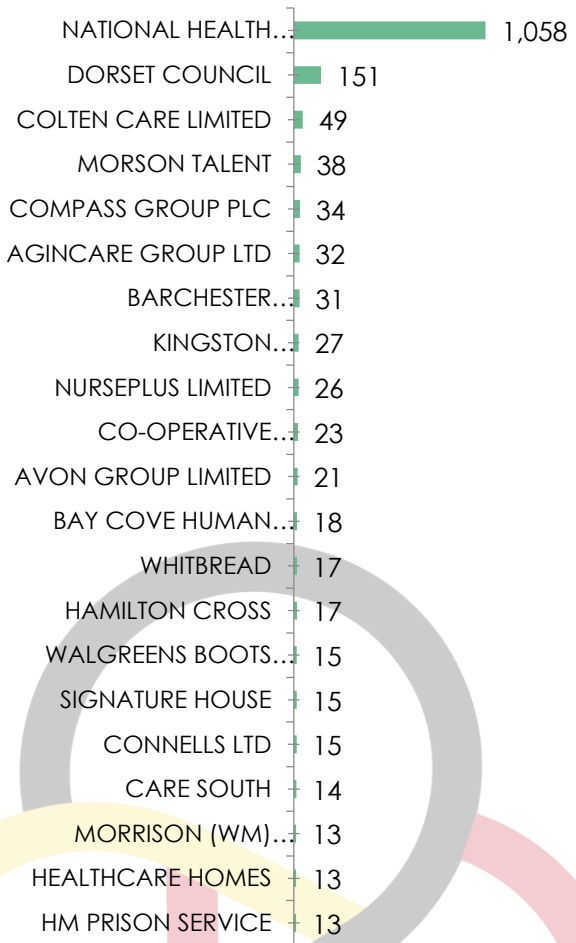 NATIONAL HEALTH... 1,058
DORSET COUNCIL 151
COLTEN CARE LIMITED 49
MORSON TALENT 38
COMPASS GROUP PLC 34
AGINCARE GROUP LTD 32
BARCHESTER... 31
KINGSTON... 27
NURSEPLUS LIMITED 26
CO-OPERATIVE... 23
AVON GROUP LIMITED 21
BAY COVE HUMAN... 18
WHITBREAD 17
HAMILTON CROSS 17
WALGREENS BOOTS... 15
SIGNATURE HOUSE 15
CONNELLS LTD 15
CARE SOUTH 14
MORRISON (WM)... 13
HEALTHCARE HOMES 13
HM PRISON SERVICE 13